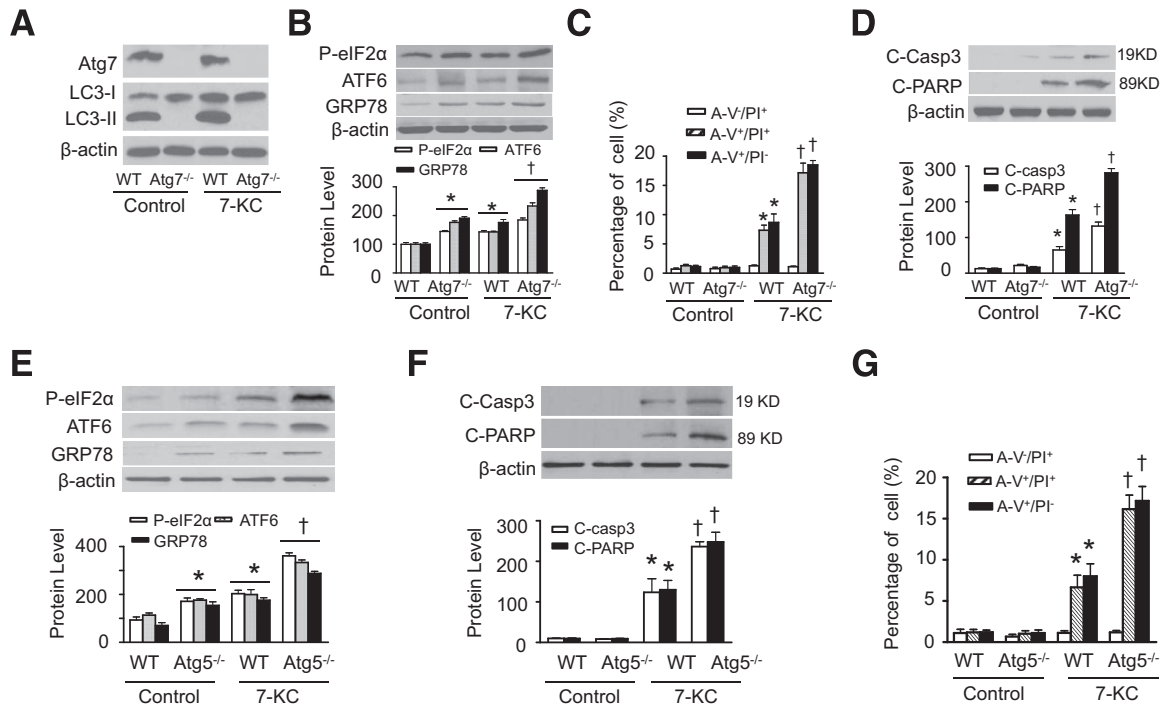 A
Atg7
LC3-I
LC3-II
β-actin
WT Atg7-/- WT Atg7-/-
Control 7-KC
B
P-eIF2α
ATF6
GRP78
β-actin
P-eIF2α ATF6
GRP78
Protein Level
300
200
100
0
*
*
†
WT Atg7-/- WT Atg7-/-
Control 7-KC
C
A-V-/PI+
A-V+/PI+
A-V+/PI-
Percentage of cell (%)
20
15
10
5
0
* *
† †
WT Atg7-/- WT Atg7-/-
Control 7-KC
D
C-Casp3 19KD
C-PARP 89KD
β-actin
C-casp3
C-PARP
Protein Level
300
200
100
0
* *
† †
WT Atg7-/- WT Atg7-/-
Control 7-KC
E
P-eIF2α
ATF6
GRP78
β-actin
P-eIF2α ATF6
GRP78
Protein Level
400
200
0
*
*
†
WT Atg5-/- WT Atg5-/-
Control 7-KC
F
C-Casp3 19 KD
C-PARP 89 KD
β-actin
C-casp3
C-PARP
Protein Level
300
200
100
0
* *
† †
WT Atg5-/- WT Atg5-/-
Control 7-KC
G
A-V-/PI+
A-V+/PI+
A-V+/PI-
Percentage of cell (%)
20
15
10
5
0
* *
† †
WT Atg5-/- WT Atg5-/-
Control 7-KC